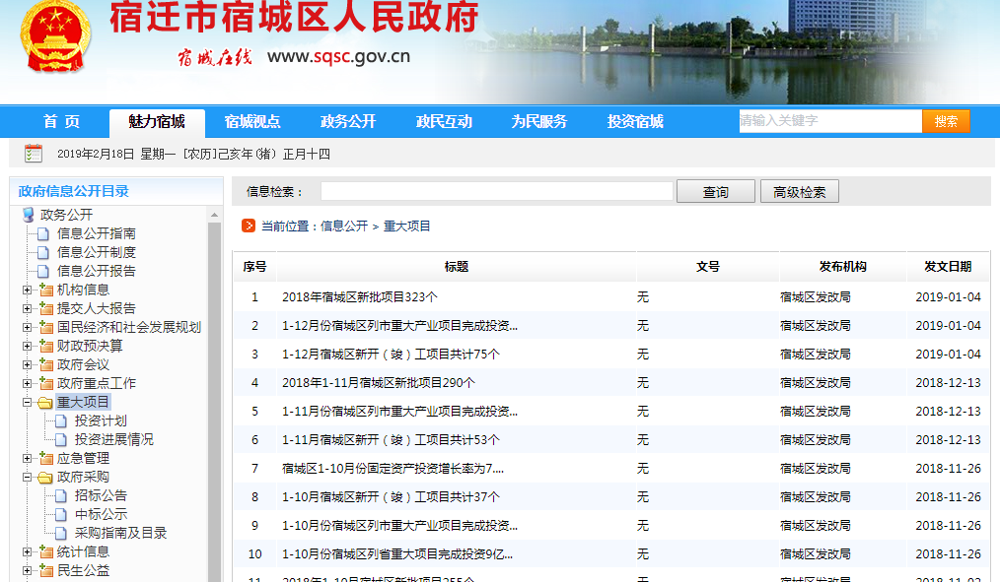 宿迁市宿城区人民政府
宿城在线 www.sqsc.gov.cn
首 页 魅力宿城 宿城视点 政务公开 政民互动 为民服务 投资宿城 请输入关键字 搜索
2019年2月18日 星期一 [农历]己亥年(猪) 正月十四
政府信息公开目录
政务公开
信息公开指南
信息公开制度
信息公开报告
机构信息
提交人大报告
国民经济和社会发展规划
财政预决算
政府会议
政府重点工作
重大项目
投资计划
投资进展情况
应急管理
政府采购
招标公告
中标公示
采购指南及目录
统计信息
民生公益
信息检索： 查询 高级检索
当前位置：信息公开 > 重大项目
序号 标题 文号 发布机构 发文日期
1 2018年宿城区新批项目323个 无 宿城区发改局 2019-01-04
2 1-12月份宿城区列市重大产业项目完成投资... 无 宿城区发改局 2019-01-04
3 1-12月宿城区新开（竣）工项目共计75个 无 宿城区发改局 2019-01-04
4 2018年1-11月宿城区新批项目290个 无 宿城区发改局 2018-12-13
5 1-11月份宿城区列市重大产业项目完成投资... 无 宿城区发改局 2018-12-13
6 1-11月宿城区新开（竣）工项目共计53个 无 宿城区发改局 2018-12-13
7 宿城区1-10月份固定资产投资增长率为7.... 无 宿城区发改局 2018-11-26
8 1-10月宿城区新开（竣）工项目共计37个 无 宿城区发改局 2018-11-26
9 1-10月份宿城区列市重大产业项目完成投资... 无 宿城区发改局 2018-11-26
10 1-10月份宿城区列省重大项目完成投资9亿... 无 宿城区发改局 2018-11-26
11 2018年1-10月宿城区新批项目255个 无 宿城区发改局